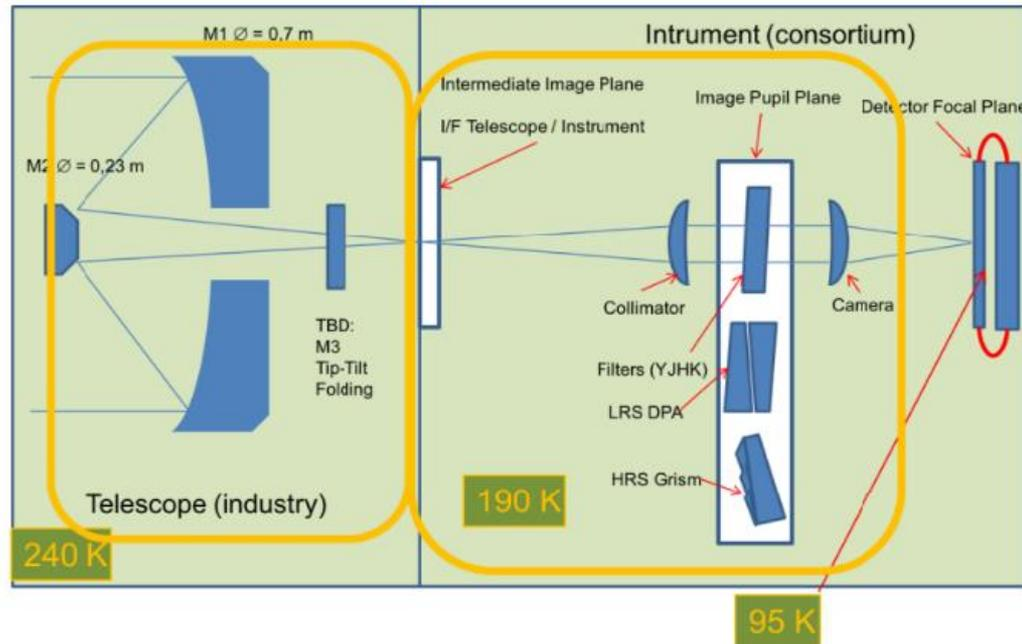 M1 ∅ = 0,7 m
Intrument (consortium)
Intermediate Image Plane
Image Pupil Plane
Detector Focal Plane
I/F Telescope / Instrument
M2 ∅ = 0,23 m
Collimator
Camera
TBD:
M3
Tip-Tilt
Folding
Filters (YJHK)
LRS DPA
HRS Grism
Telescope (industry)
190 K
240 K
95 K